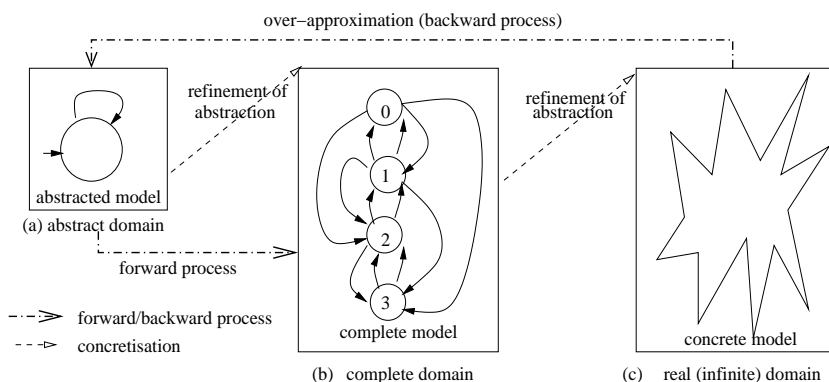 over−approximation (backward process)
refinement of
abstraction
refinement of
abstraction
0
1
2
3
abstracted model
(a) abstract domain
forward process
complete model
concrete model
forward/backward process
concretisation
(b) complete domain
(c) real (infinite) domain